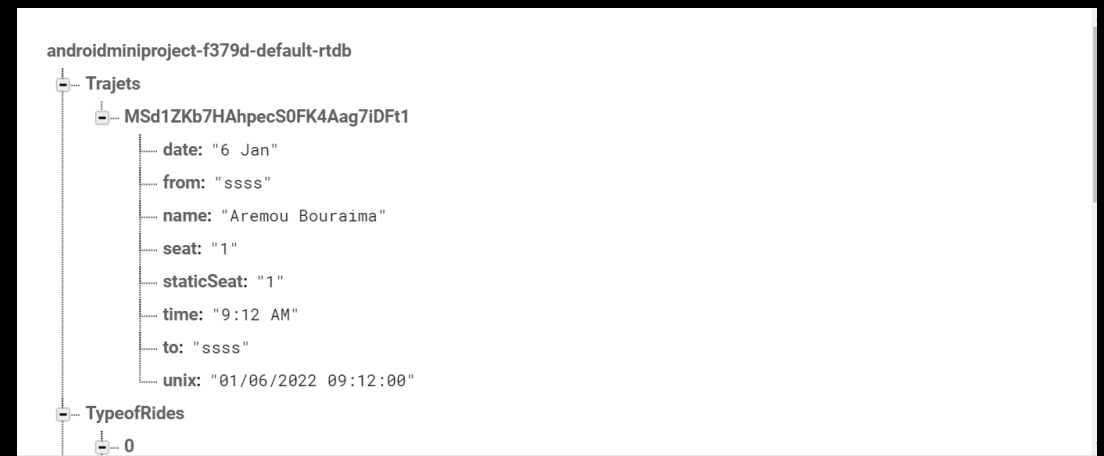 androidminiproject-f379d-default-rtdb
Trajets
MSd1ZKb7HAhpecS0FK4Aag7iDFt1
date: "6 Jan"
from: "ssss"
name: "Aremou Bouraima"
seat: "1"
staticSeat: "1"
time: "9:12 AM"
to: "ssss"
unix: "01/06/2022 09:12:00"
TypeofRides
0